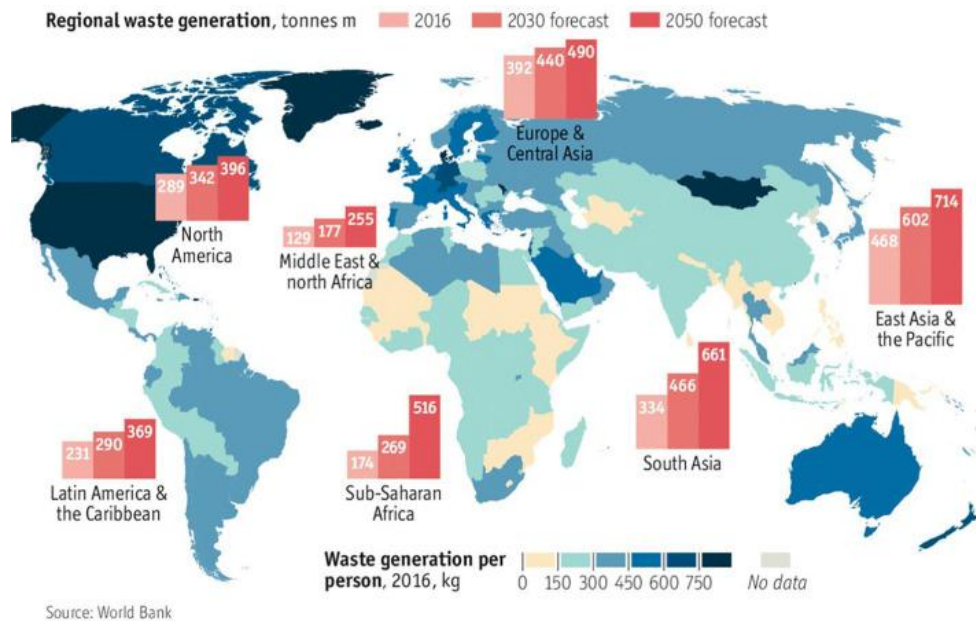 Regional waste generation, tonnes m 2016 2030 forecast 2050 forecast
392 440 490
Europe &
Central Asia
289 342 396
North
America
129 177 255
Middle East &
north Africa
468 602 714
East Asia &
the Pacific
334 466 661
South Asia
231 290 369
Latin America &
the Caribbean
174 269 516
Sub-Saharan
Africa
Waste generation per
person, 2016, kg
0 150 300 450 600 750
No data
Source: World Bank